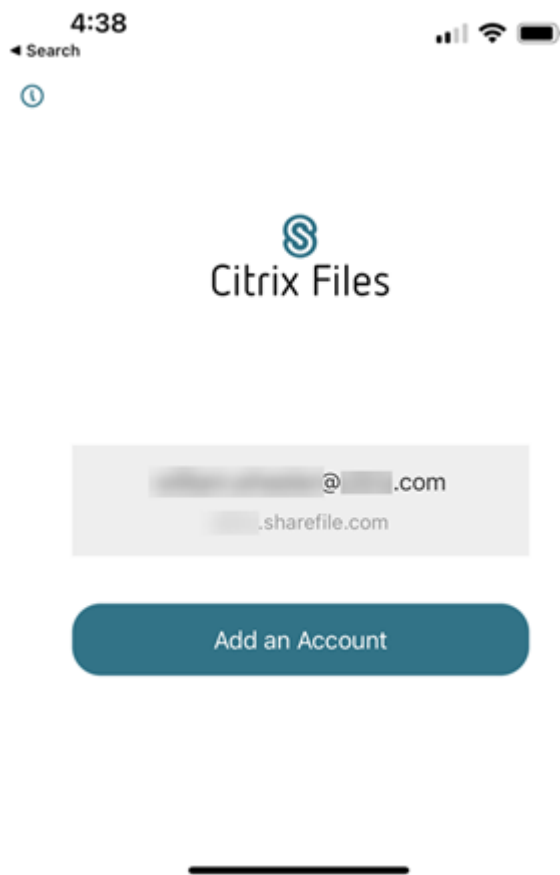 4:38
◀ Search
Citrix Files
@ .com
.sharefile.com
Add an Account